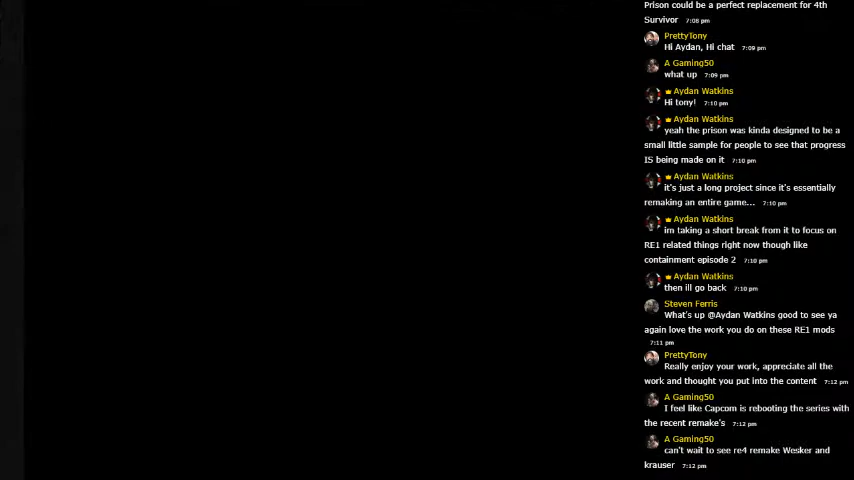 Prison could be a perfect replacement for 4th
Survivor 7:08 pm
PrettyTony
Hi Aydan, Hi chat 7:09 pm
A Gaming50
what up 7:09 pm
Aydan Watkins
Hi tony! 7:10 pm
Aydan Watkins
yeah the prison was kinda designed to be a
small little sample for people to see that progress
IS being made on it 7:10 pm
Aydan Watkins
it's just a long project since it's essentially
remaking an entire game... 7:10 pm
Aydan Watkins
im taking a short break from it to focus on
RE1 related things right now though like
containment episode 2 7:10 pm
Aydan Watkins
then ill go back 7:10 pm
Steven Ferris
What's up @Aydan Watkins good to see ya
again love the work you do on these RE1 mods
7:11 pm
PrettyTony
Really enjoy your work, appreciate all the
work and thought you put into the content 7:12 pm
A Gaming50
I feel like Capcom is rebooting the series with
the recent remake's 7:12 pm
A Gaming50
can't wait to see re4 remake Wesker and
krauser 7:12 pm